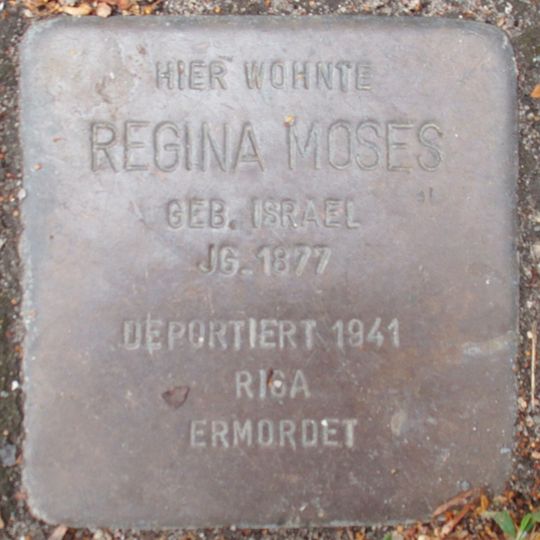 HIER WOHNTE
REGINA MOSES
GEB. ISRAEL
JG. 1877
DEPORTIERT 1941
RIGA
ERMORDET